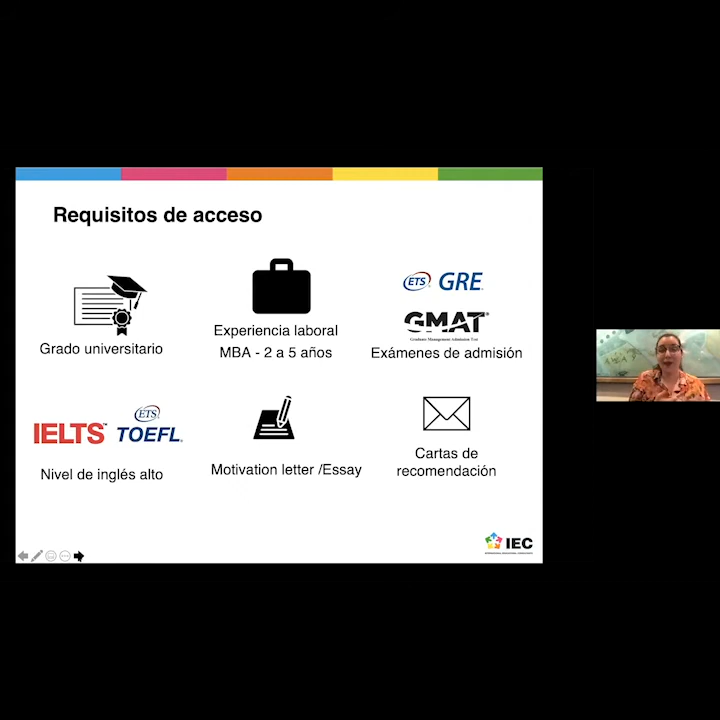 Requisitos de acceso
Grado universitario
Experiencia laboral
MBA - 2 a 5 años
ETS GRE
GMAT
Graduate Management Admission Test
Exámenes de admisión
IELTS
ETS
TOEFL
Nivel de inglés alto
Motivation letter /Essay
Cartas de
recomendación
IEC